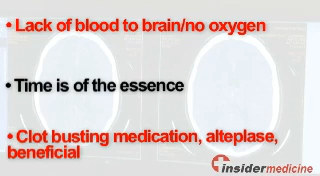 • Lack of blood to brain/no oxygen
• Time is of the essence
• Clot busting medication, alteplase,
beneficial
insidermedicine